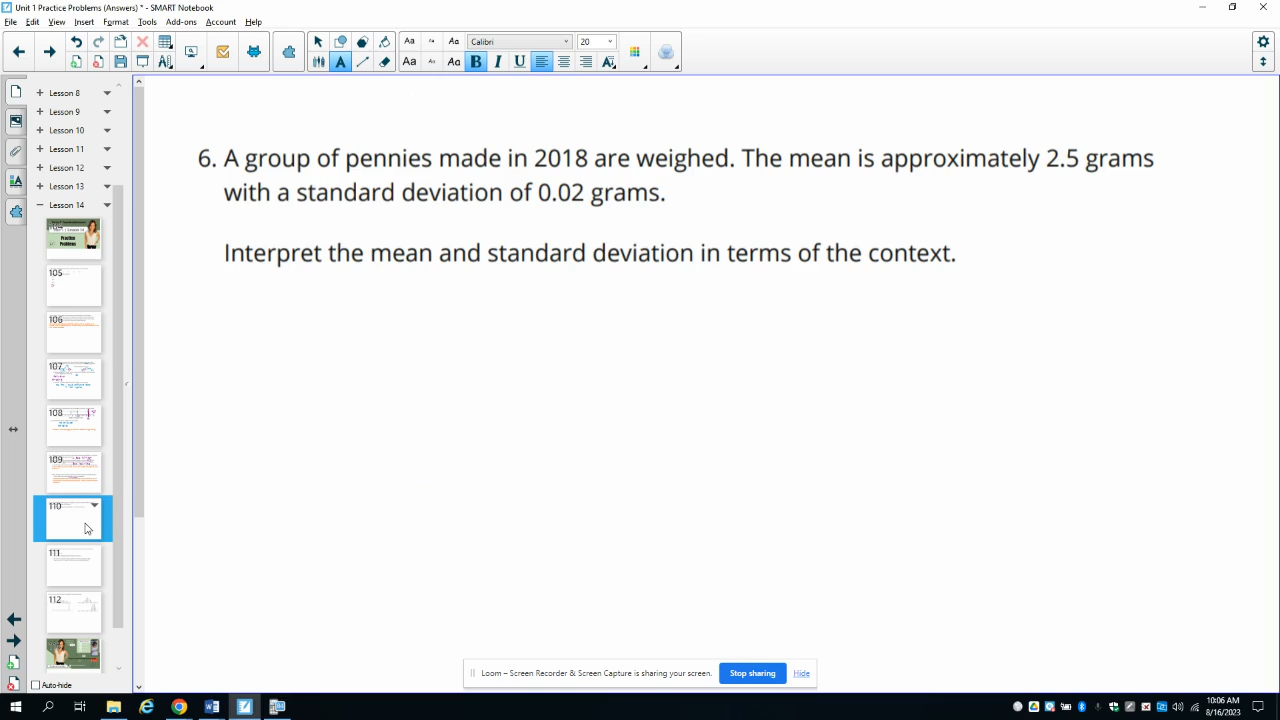 Unit 1 Practice Problems (Answers) * - SMART Notebook
File Edit View Insert Format Tools Add-ons Account Help
Calibri 20
Lesson 8
Lesson 9
Lesson 10
Lesson 11
Lesson 12
Lesson 13
Lesson 14
Practice
Problems
105
106
107
108
109
110
111
112
Auto-hide
6. A group of pennies made in 2018 are weighed. The mean is approximately 2.5 grams
with a standard deviation of 0.02 grams.
Interpret the mean and standard deviation in terms of the context.
Loom – Screen Recorder & Screen Capture is sharing your screen. Stop sharing Hide
10:06 AM
8/16/2023